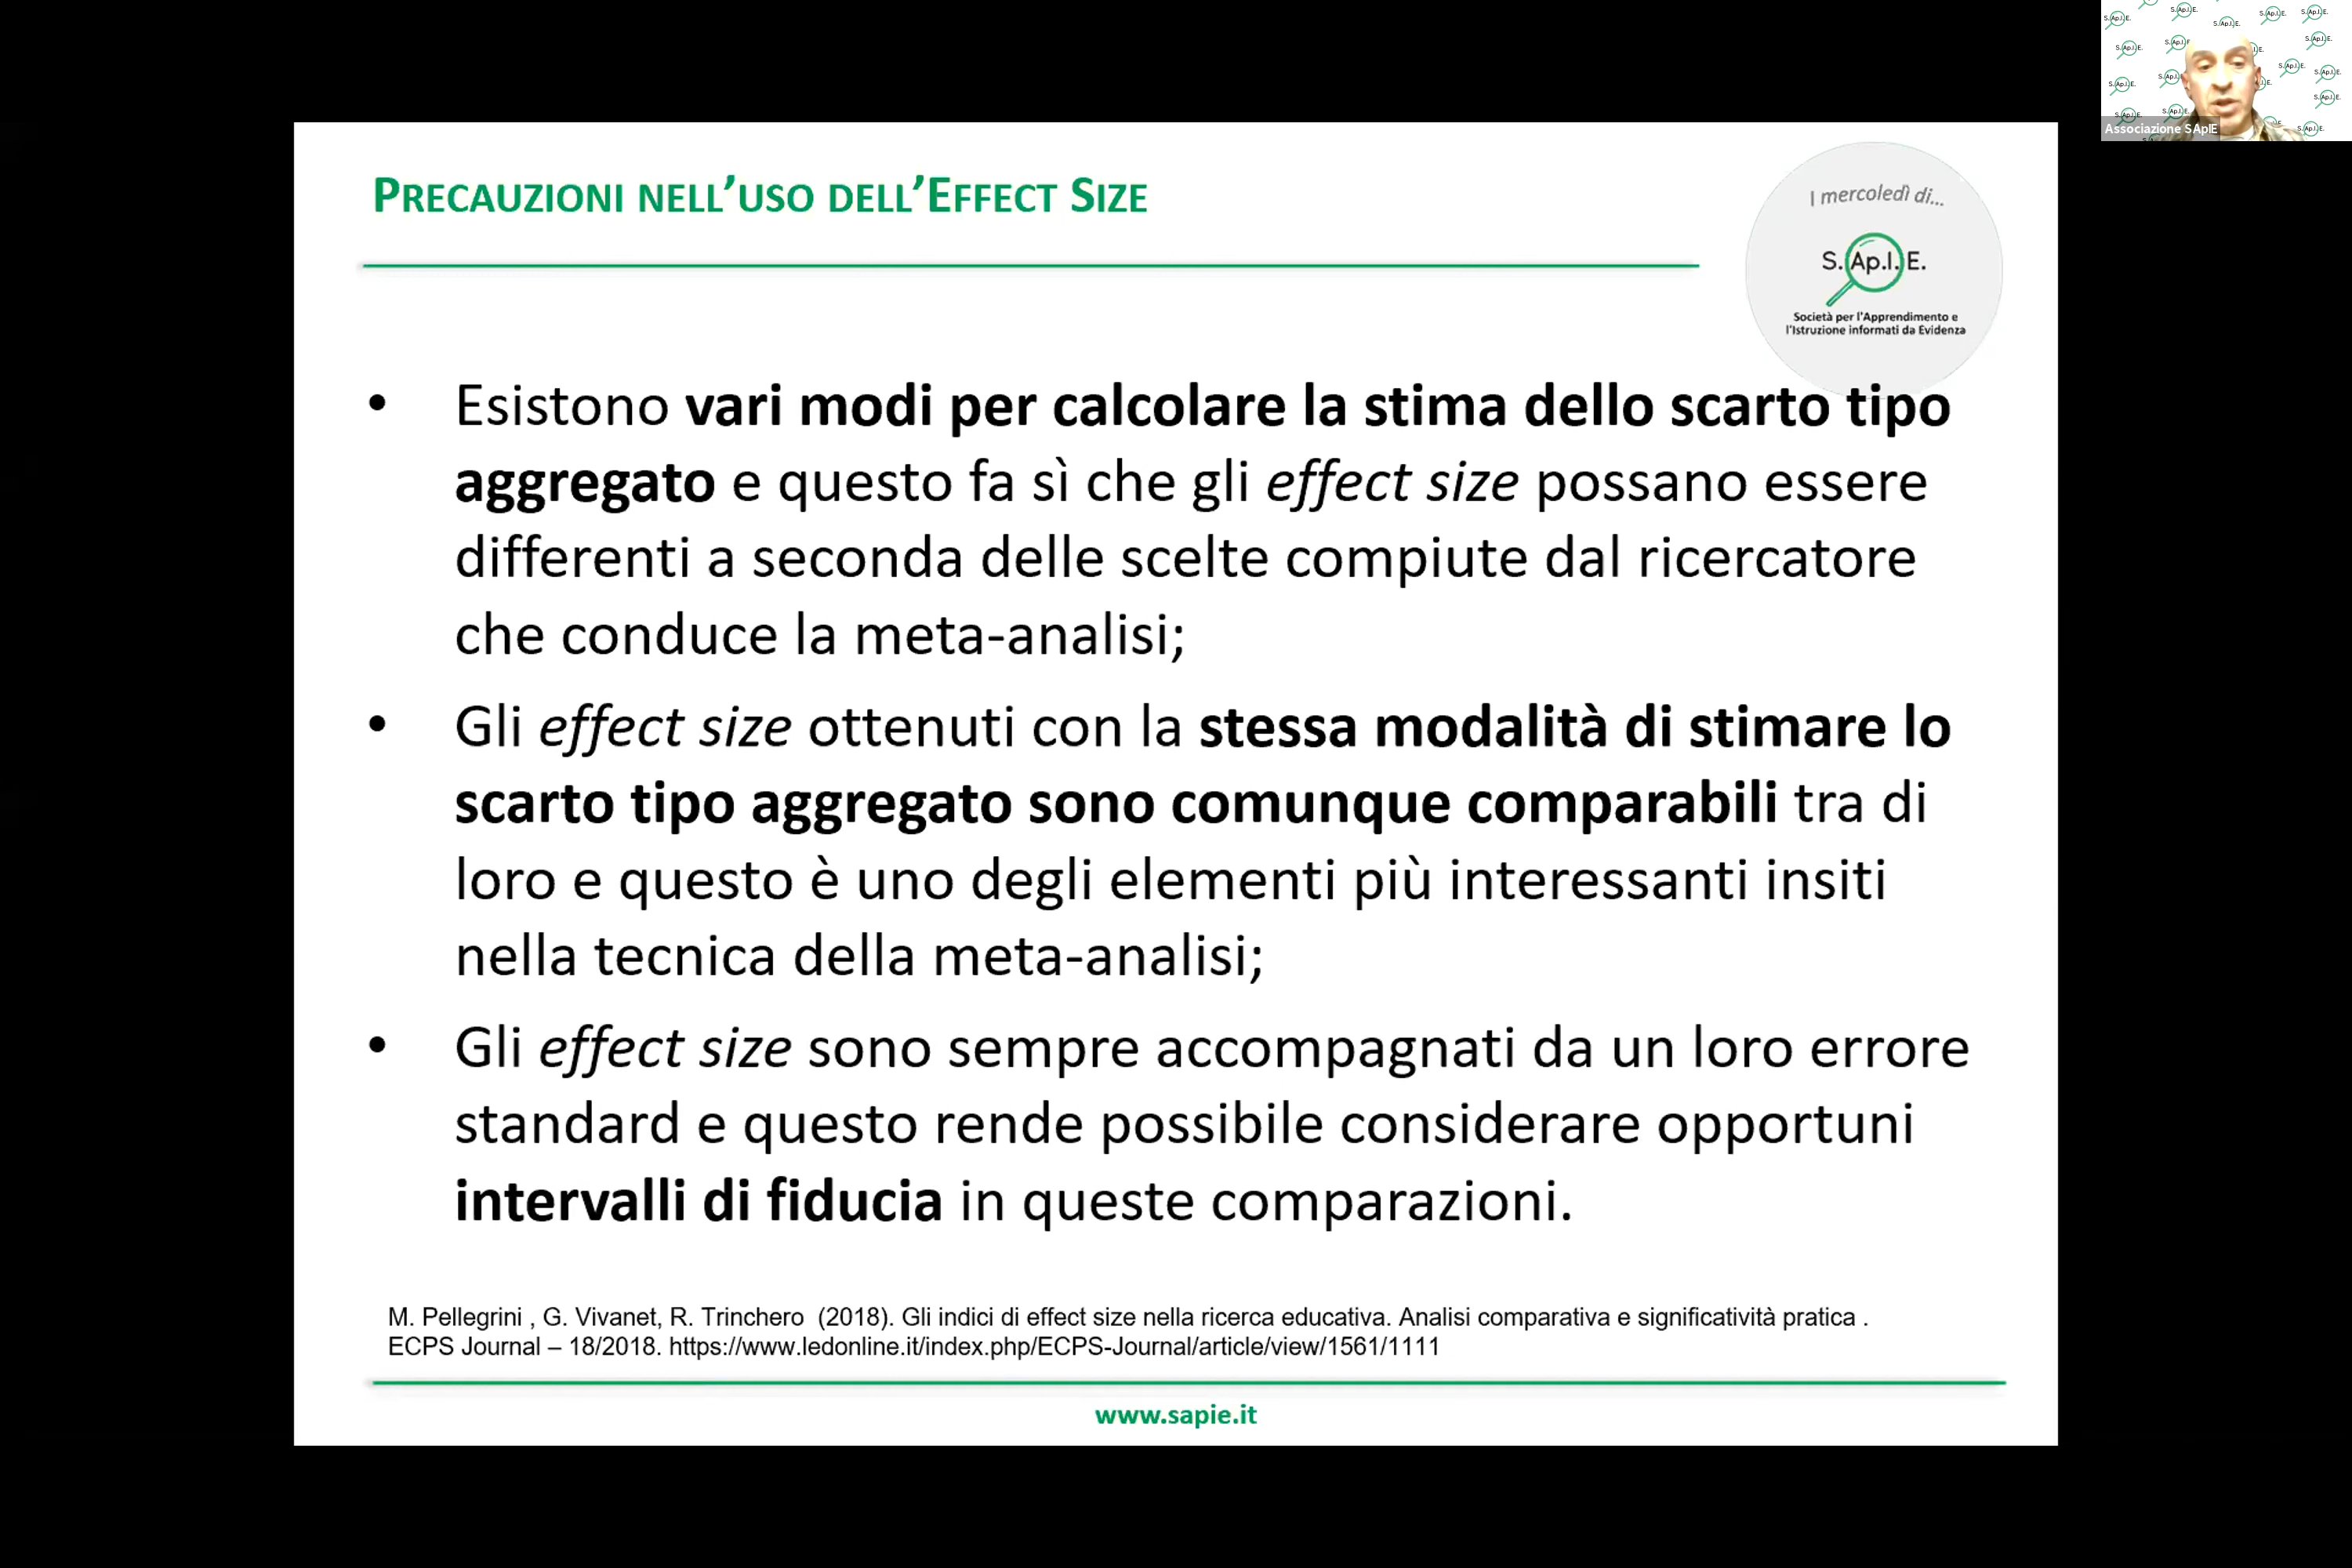 PRECAUZIONI NELL'USO DELL'EFFECT SIZE
I mercoledì di...
S.Ap.I.E.
Società per l'Apprendimento e
l'Istruzione informati da Evidenza
• Esistono vari modi per calcolare la stima dello scarto tipo
aggregato e questo fa sì che gli effect size possano essere
differenti a seconda delle scelte compiute dal ricercatore
che conduce la meta-analisi;
• Gli effect size ottenuti con la stessa modalità di stimare lo
scarto tipo aggregato sono comunque comparabili tra di
loro e questo è uno degli elementi più interessanti insiti
nella tecnica della meta-analisi;
• Gli effect size sono sempre accompagnati da un loro errore
standard e questo rende possibile considerare opportuni
intervalli di fiducia in queste comparazioni.
M. Pellegrini , G. Vivanet, R. Trinchero (2018). Gli indici di effect size nella ricerca educativa. Analisi comparativa e significatività pratica .
ECPS Journal – 18/2018. https://www.ledonline.it/index.php/ECPS-Journal/article/view/1561/1111
www.sapie.it
Associazione SApIE